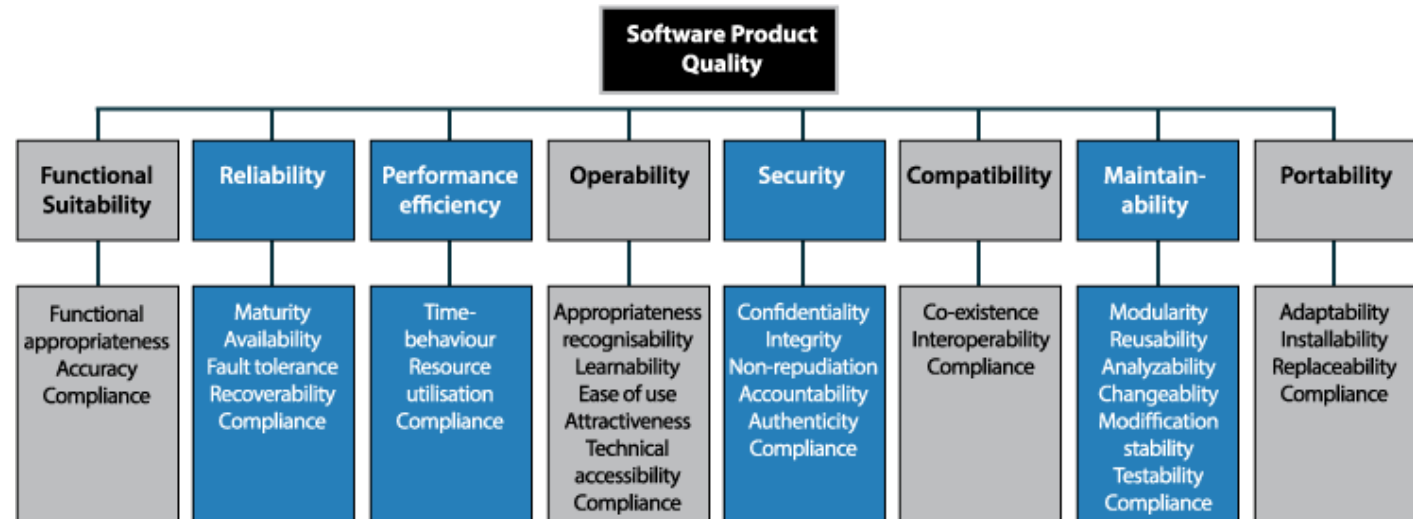 Software Product
Quality
Functional
Suitability
Reliability
Performance
efficiency
Operability
Security
Compatibility
Maintain-
ability
Portability
Functional
appropriateness
Accuracy
Compliance
Maturity
Availability
Fault tolerance
Recoverability
Compliance
Time-
behaviour
Resource
utilisation
Compliance
Appropriateness
recognisability
Learnability
Ease of use
Attractiveness
Technical
accessibility
Compliance
Confidentiality
Integrity
Non-repudiation
Accountability
Authenticity
Compliance
Co-existence
Interoperability
Compliance
Modularity
Reusability
Analyzability
Changeablity
Modiffication
stability
Testability
Compliance
Adaptability
Installability
Replaceability
Compliance